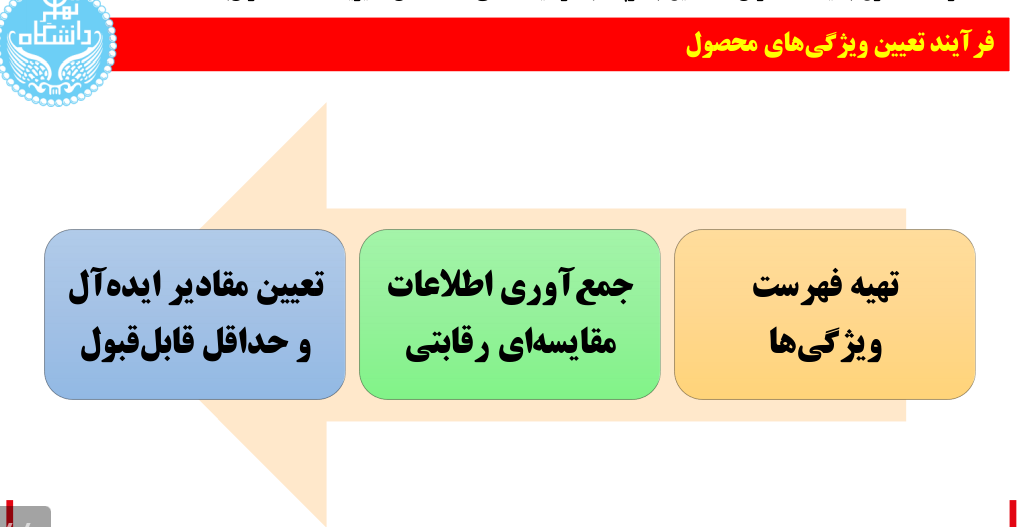 فرآیند تعیین ویژگی‌های محصول
تهیه فهرست
ویژگی‌ها
جمع‌آوری اطلاعات
مقایسه‌ای رقابتی
تعیین مقادیر ایده‌آل
و حداقل قابل‌قبول
دانشگاه